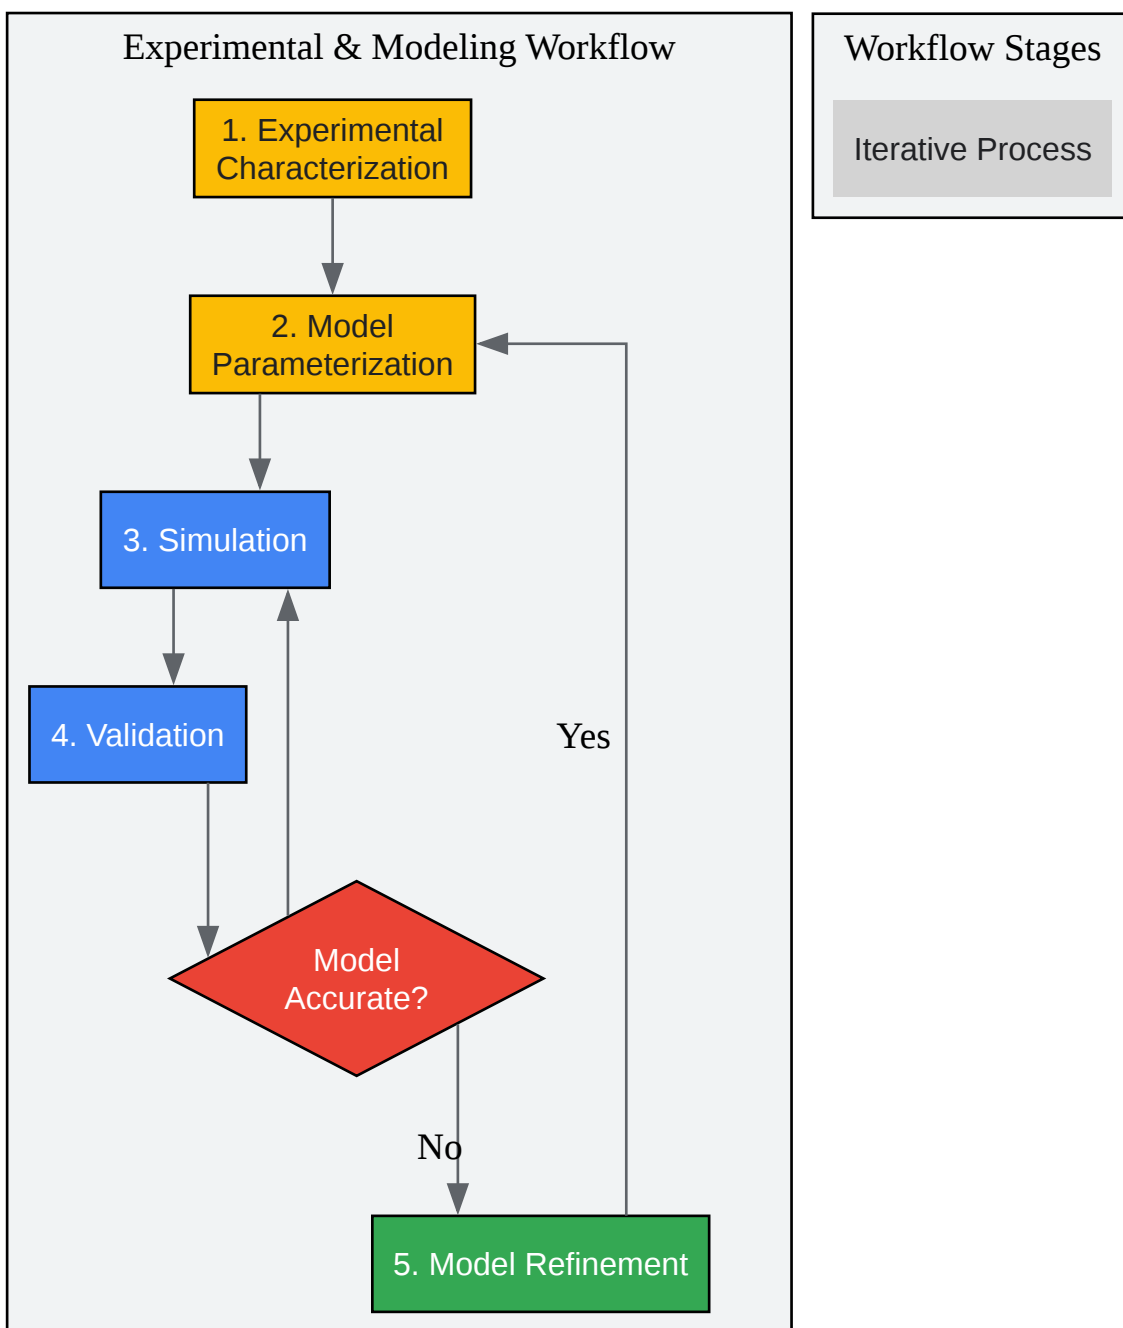 Experimental & Modeling Workflow
1. Experimental
Characterization
2. Model
Parameterization
3. Simulation
4. Validation
Yes
Model
Accurate?
No
5. Model Refinement
Workflow Stages
Iterative Process